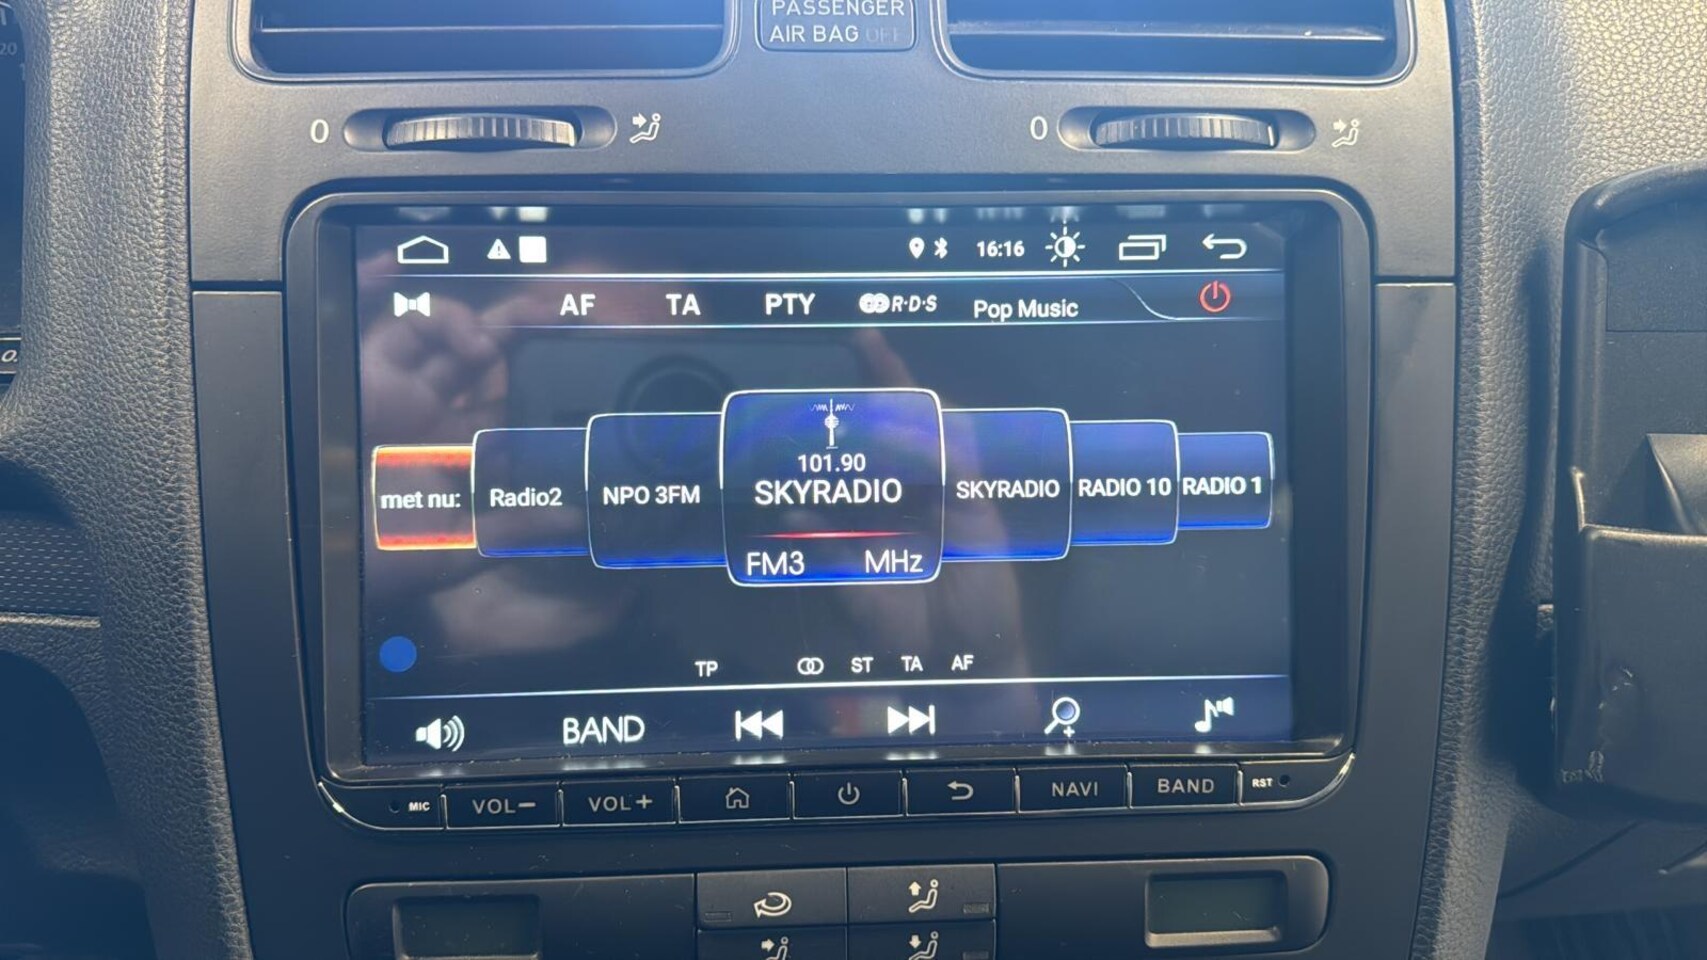 PASSENGER
AIR BAG OFF
0
0
16:16
AF TA PTY R·D·S Pop Music
met nu: Radio2 NPO 3FM 101.90 SKYRADIO FM3 MHz SKYRADIO RADIO 10 RADIO 1
TP ST TA AF
BAND
MIC VOL− VOL+ NAVI BAND RST